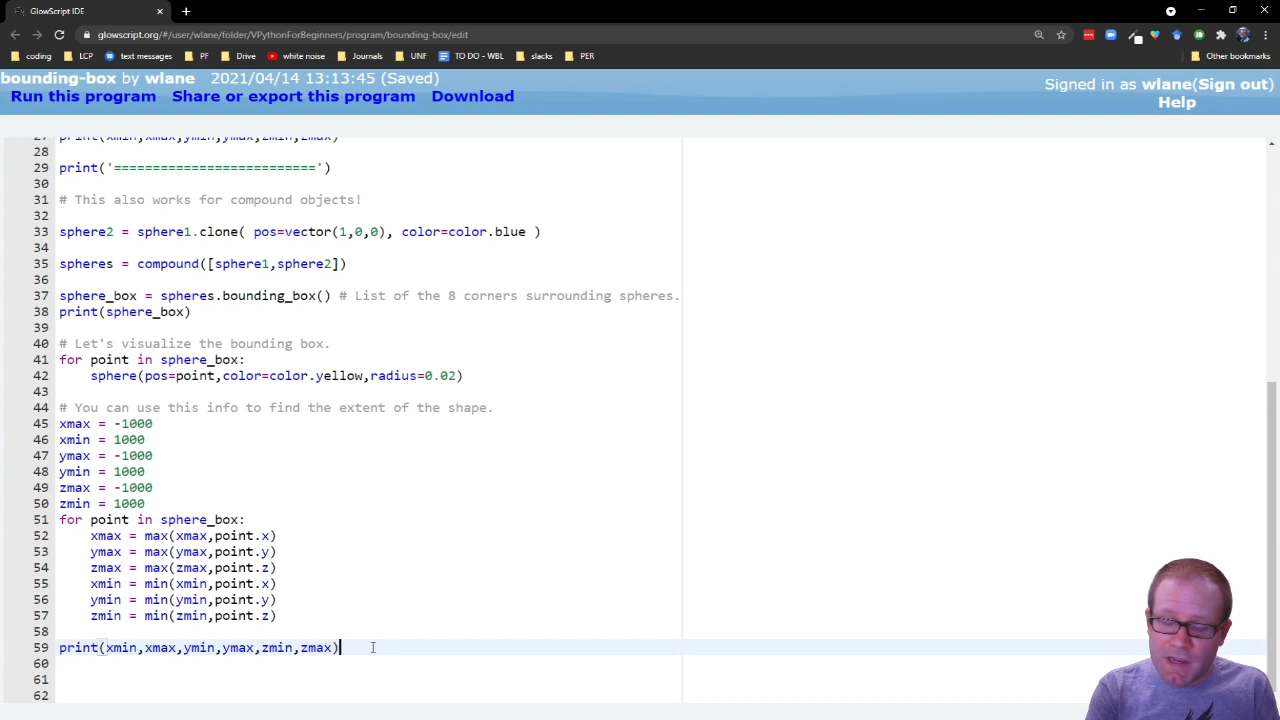 GlowScript IDE
glowscript.org/#/user/wlane/folder/VPythonForBeginners/program/bounding-box/edit
coding LCP text messages PF Drive white noise Journals UNF TO DO - WBL slacks PER Other bookmarks
bounding-box by wlane 2021/04/14 13:13:45 (Saved)
Signed in as wlane(Sign out)
Run this program Share or export this program Download
Help
27 print(xmin,xmax,ymin,ymax,zmin,zmax)
28
29 print('==========================')
30
31 # This also works for compound objects!
32
33 sphere2 = sphere1.clone( pos=vector(1,0,0), color=color.blue )
34
35 spheres = compound([sphere1,sphere2])
36
37 sphere_box = spheres.bounding_box() # List of the 8 corners surrounding spheres.
38 print(sphere_box)
39
40 # Let's visualize the bounding box.
41 for point in sphere_box:
42 sphere(pos=point,color=color.yellow,radius=0.02)
43
44 # You can use this info to find the extent of the shape.
45 xmax = -1000
46 xmin = 1000
47 ymax = -1000
48 ymin = 1000
49 zmax = -1000
50 zmin = 1000
51 for point in sphere_box:
52 xmax = max(xmax,point.x)
53 ymax = max(ymax,point.y)
54 zmax = max(zmax,point.z)
55 xmin = min(xmin,point.x)
56 ymin = min(ymin,point.y)
57 zmin = min(zmin,point.z)
58
59 print(xmin,xmax,ymin,ymax,zmin,zmax)
60
61
62